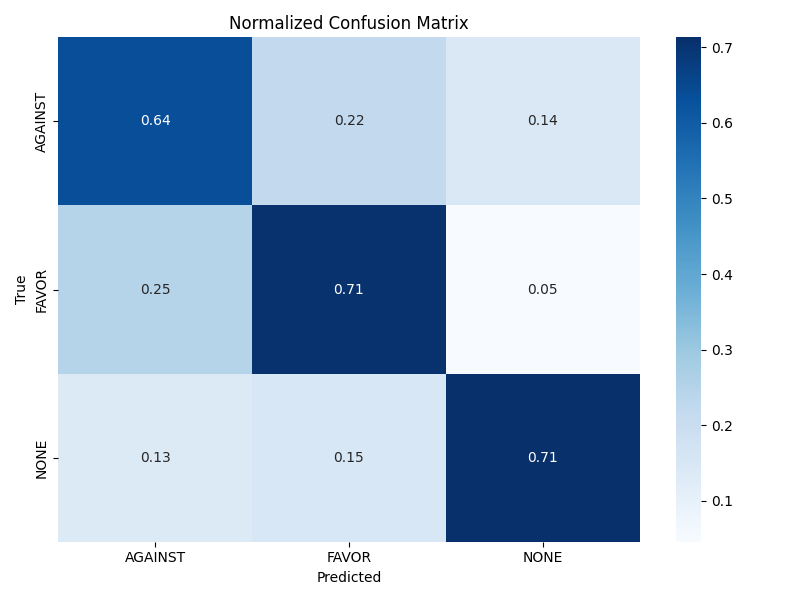 Normalized Confusion Matrix
AGAINST
0.64
0.22
0.14
FAVOR
0.25
0.71
0.05
NONE
0.13
0.15
0.71
True
AGAINST
FAVOR
NONE
Predicted
0.7
0.6
0.5
0.4
0.3
0.2
0.1